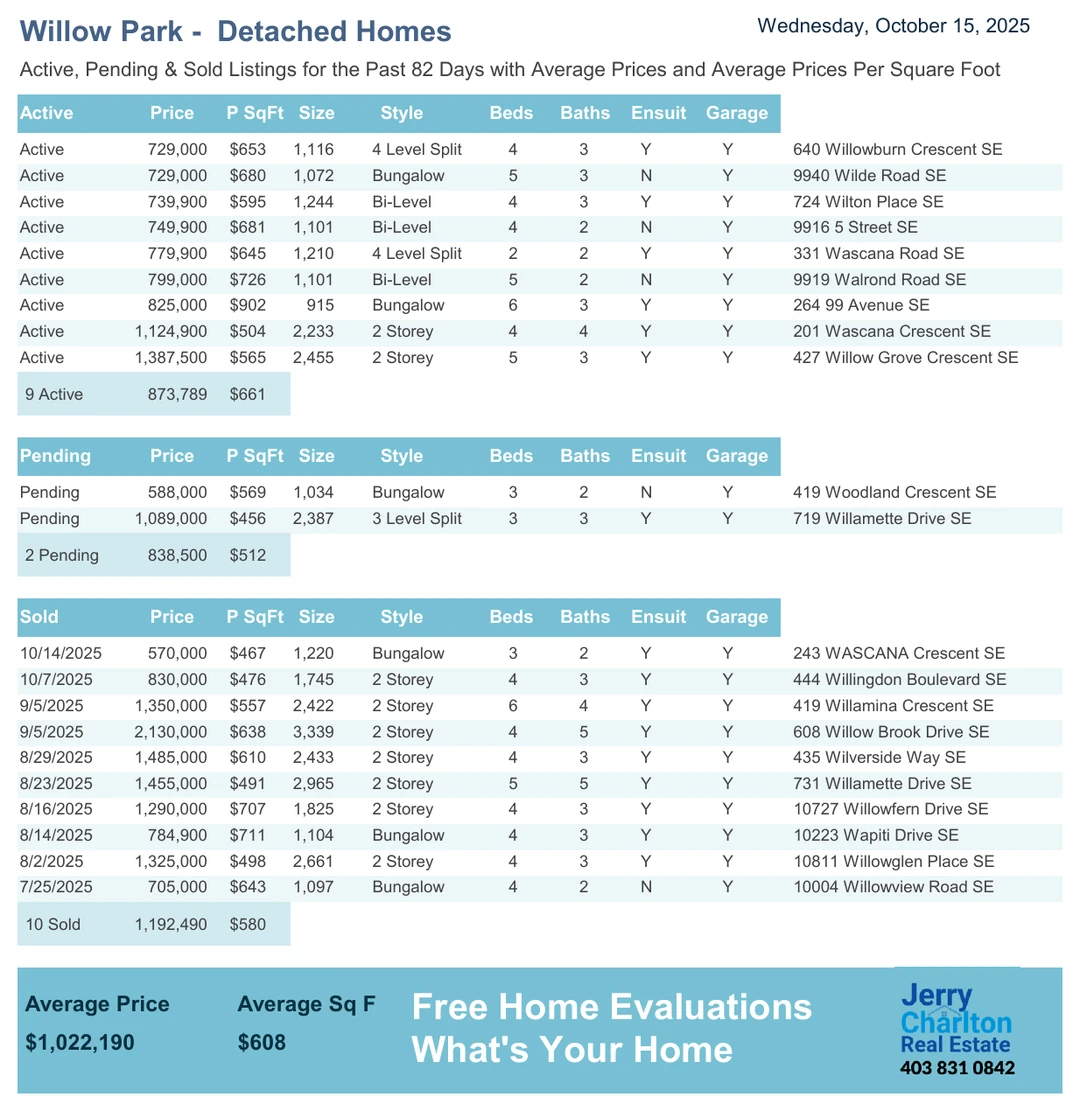 Willow Park - Detached Homes
Wednesday, October 15, 2025
Active, Pending & Sold Listings for the Past 82 Days with Average Prices and Average Prices Per Square Foot
Active Price P SqFt Size Style Beds Baths Ensuit Garage
Active 729,000 $653 1,116 4 Level Split 4 3 Y Y 640 Willowburn Crescent SE
Active 729,000 $680 1,072 Bungalow 5 3 N Y 9940 Wilde Road SE
Active 739,900 $595 1,244 Bi-Level 4 3 Y Y 724 Wilton Place SE
Active 749,900 $681 1,101 Bi-Level 4 2 N Y 9916 5 Street SE
Active 779,900 $645 1,210 4 Level Split 2 2 Y Y 331 Wascana Road SE
Active 799,000 $726 1,101 Bi-Level 5 2 N Y 9919 Walrond Road SE
Active 825,000 $902 915 Bungalow 6 3 Y Y 264 99 Avenue SE
Active 1,124,900 $504 2,233 2 Storey 4 4 Y Y 201 Wascana Crescent SE
Active 1,387,500 $565 2,455 2 Storey 5 3 Y Y 427 Willow Grove Crescent SE
9 Active 873,789 $661
Pending Price P SqFt Size Style Beds Baths Ensuit Garage
Pending 588,000 $569 1,034 Bungalow 3 2 N Y 419 Woodland Crescent SE
Pending 1,089,000 $456 2,387 3 Level Split 3 3 Y Y 719 Willamette Drive SE
2 Pending 838,500 $512
Sold Price P SqFt Size Style Beds Baths Ensuit Garage
10/14/2025 570,000 $467 1,220 Bungalow 3 2 Y Y 243 WASCANA Crescent SE
10/7/2025 830,000 $476 1,745 2 Storey 4 3 Y Y 444 Willingdon Boulevard SE
9/5/2025 1,350,000 $557 2,422 2 Storey 6 4 Y Y 419 Willamina Crescent SE
9/5/2025 2,130,000 $638 3,339 2 Storey 4 5 Y Y 608 Willow Brook Drive SE
8/29/2025 1,485,000 $610 2,433 2 Storey 4 3 Y Y 435 Wilverside Way SE
8/23/2025 1,455,000 $491 2,965 2 Storey 5 5 Y Y 731 Willamette Drive SE
8/16/2025 1,290,000 $707 1,825 2 Storey 4 3 Y Y 10727 Willowfern Drive SE
8/14/2025 784,900 $711 1,104 Bungalow 4 3 Y Y 10223 Wapiti Drive SE
8/2/2025 1,325,000 $498 2,661 2 Storey 4 3 Y Y 10811 Willowglen Place SE
7/25/2025 705,000 $643 1,097 Bungalow 4 2 N Y 10004 Willowview Road SE
10 Sold 1,192,490 $580
Average Price Average Sq F
$1,022,190 $608
Free Home Evaluations
What's Your Home
Jerry
Charlton
Real Estate
403 831 0842